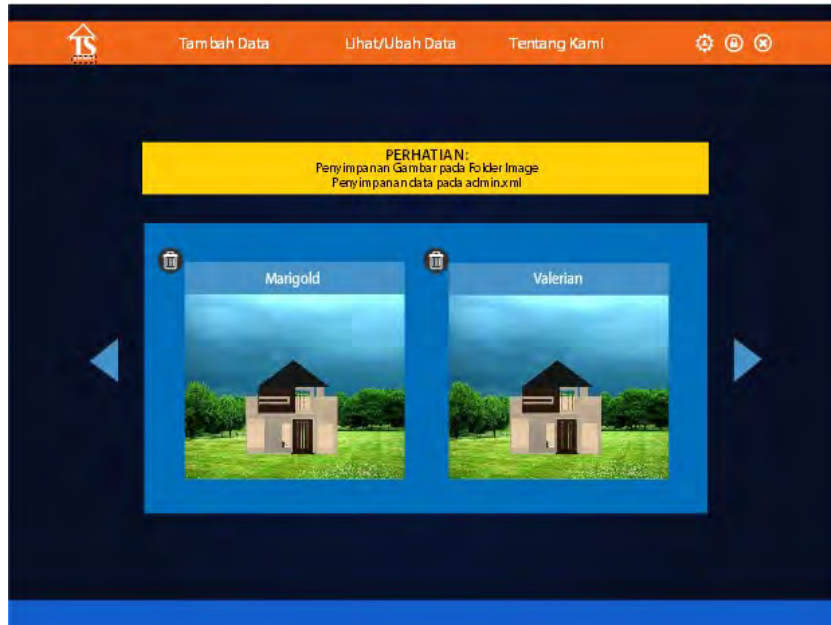 TS
Tambah Data
Lihat/Ubah Data
Tentang Kami
PERHATIAN:
Penyimpanan Gambar pada Folder Image
Penyimpanan data pada admin.xml
Marigold
Valerian